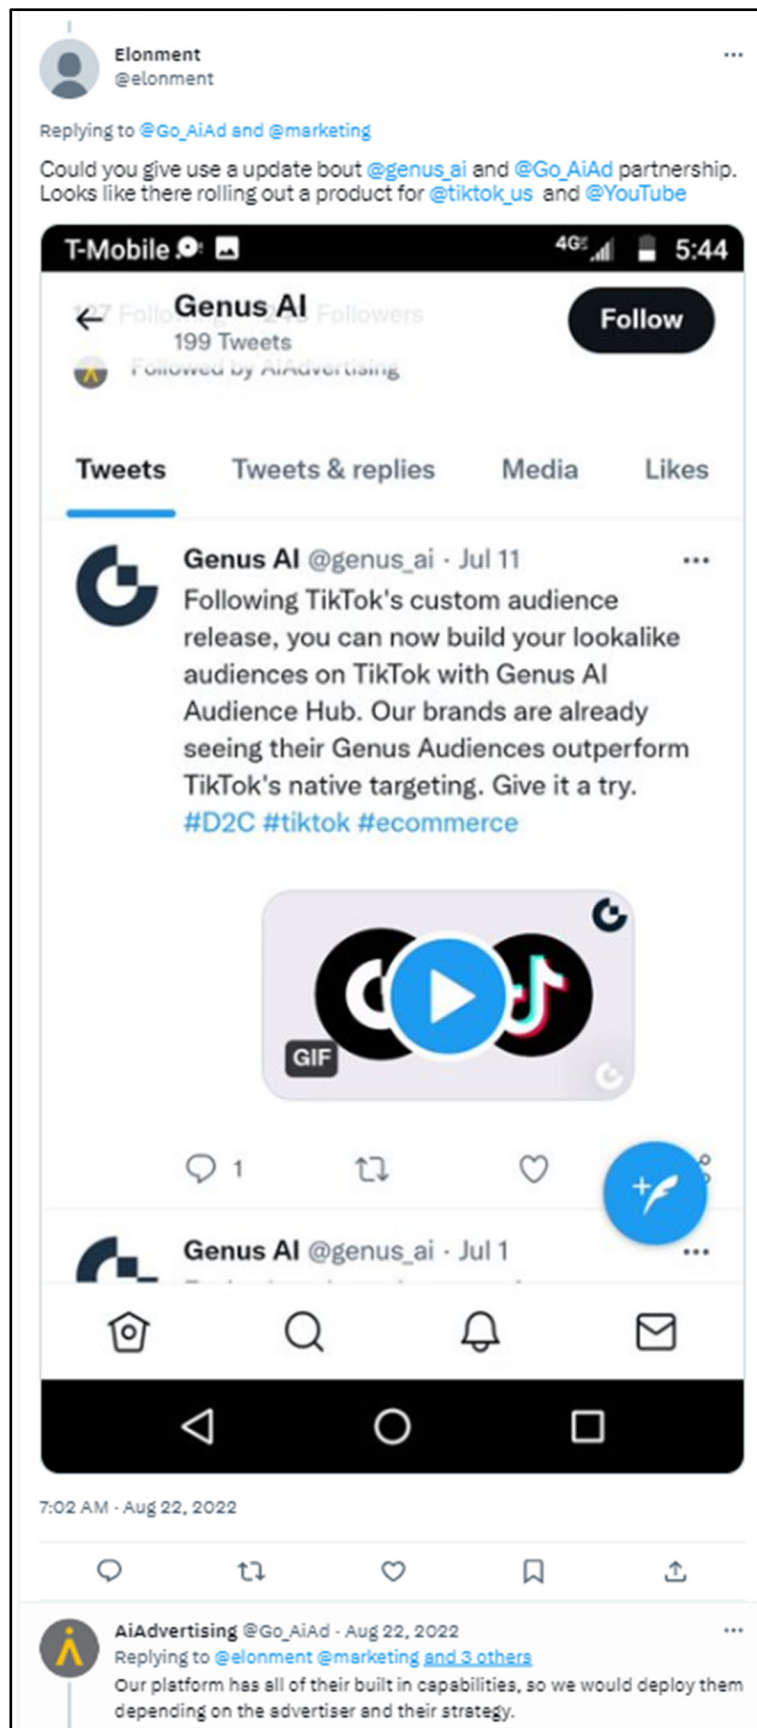 Elonment
@elonment
Replying to @Go_AiAd and @marketing
Could you give use a update bout @genus_ai and @Go_AiAd partnership.
Looks like there rolling out a product for @tiktok_us and @YouTube
T-Mobile 4G 5:44
Genus AI
Following Followers
199 Tweets
Follow
Followed by AiAdvertising
Tweets Tweets & replies Media Likes
Genus AI @genus_ai · Jul 11
Following TikTok's custom audience
release, you can now build your lookalike
audiences on TikTok with Genus AI
Audience Hub. Our brands are already
seeing their Genus Audiences outperform
TikTok's native targeting. Give it a try.
#D2C #tiktok #ecommerce
GIF
1
Genus AI @genus_ai · Jul 1
7:02 AM · Aug 22, 2022
AiAdvertising @Go_AiAd · Aug 22, 2022
Replying to @elonment @marketing and 3 others
Our platform has all of their built in capabilities, so we would deploy them
depending on the advertiser and their strategy.